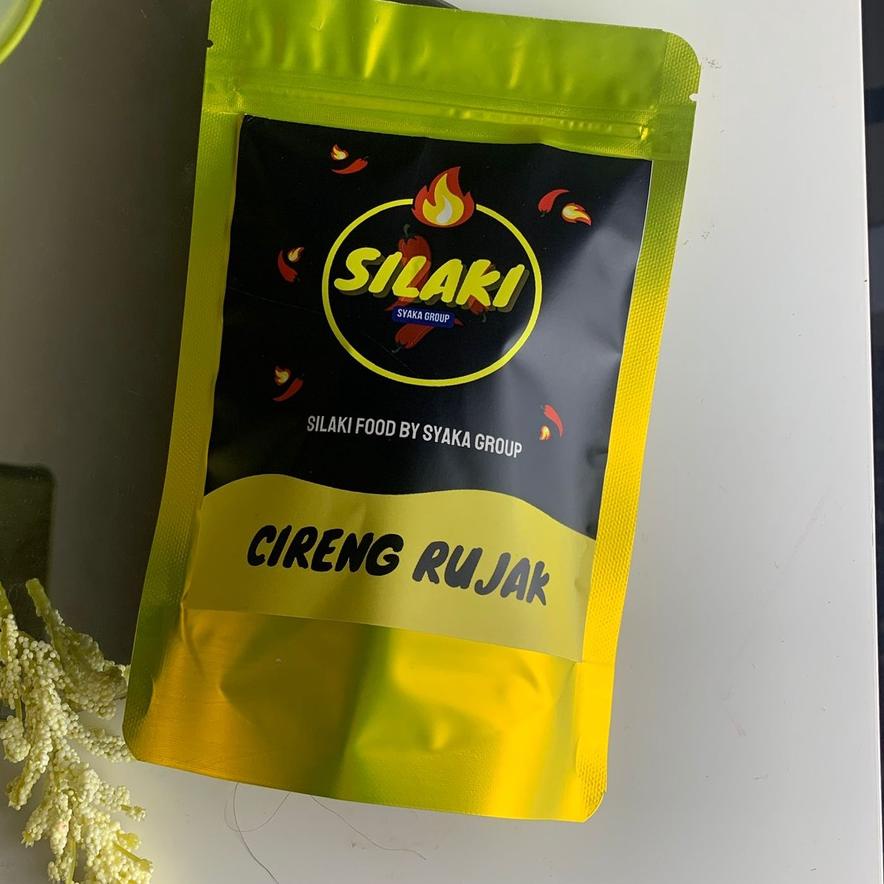 SILAKI
SYAKA GROUP
SILAKI FOOD BY SYAKA GROUP
CIRENG RUJAK